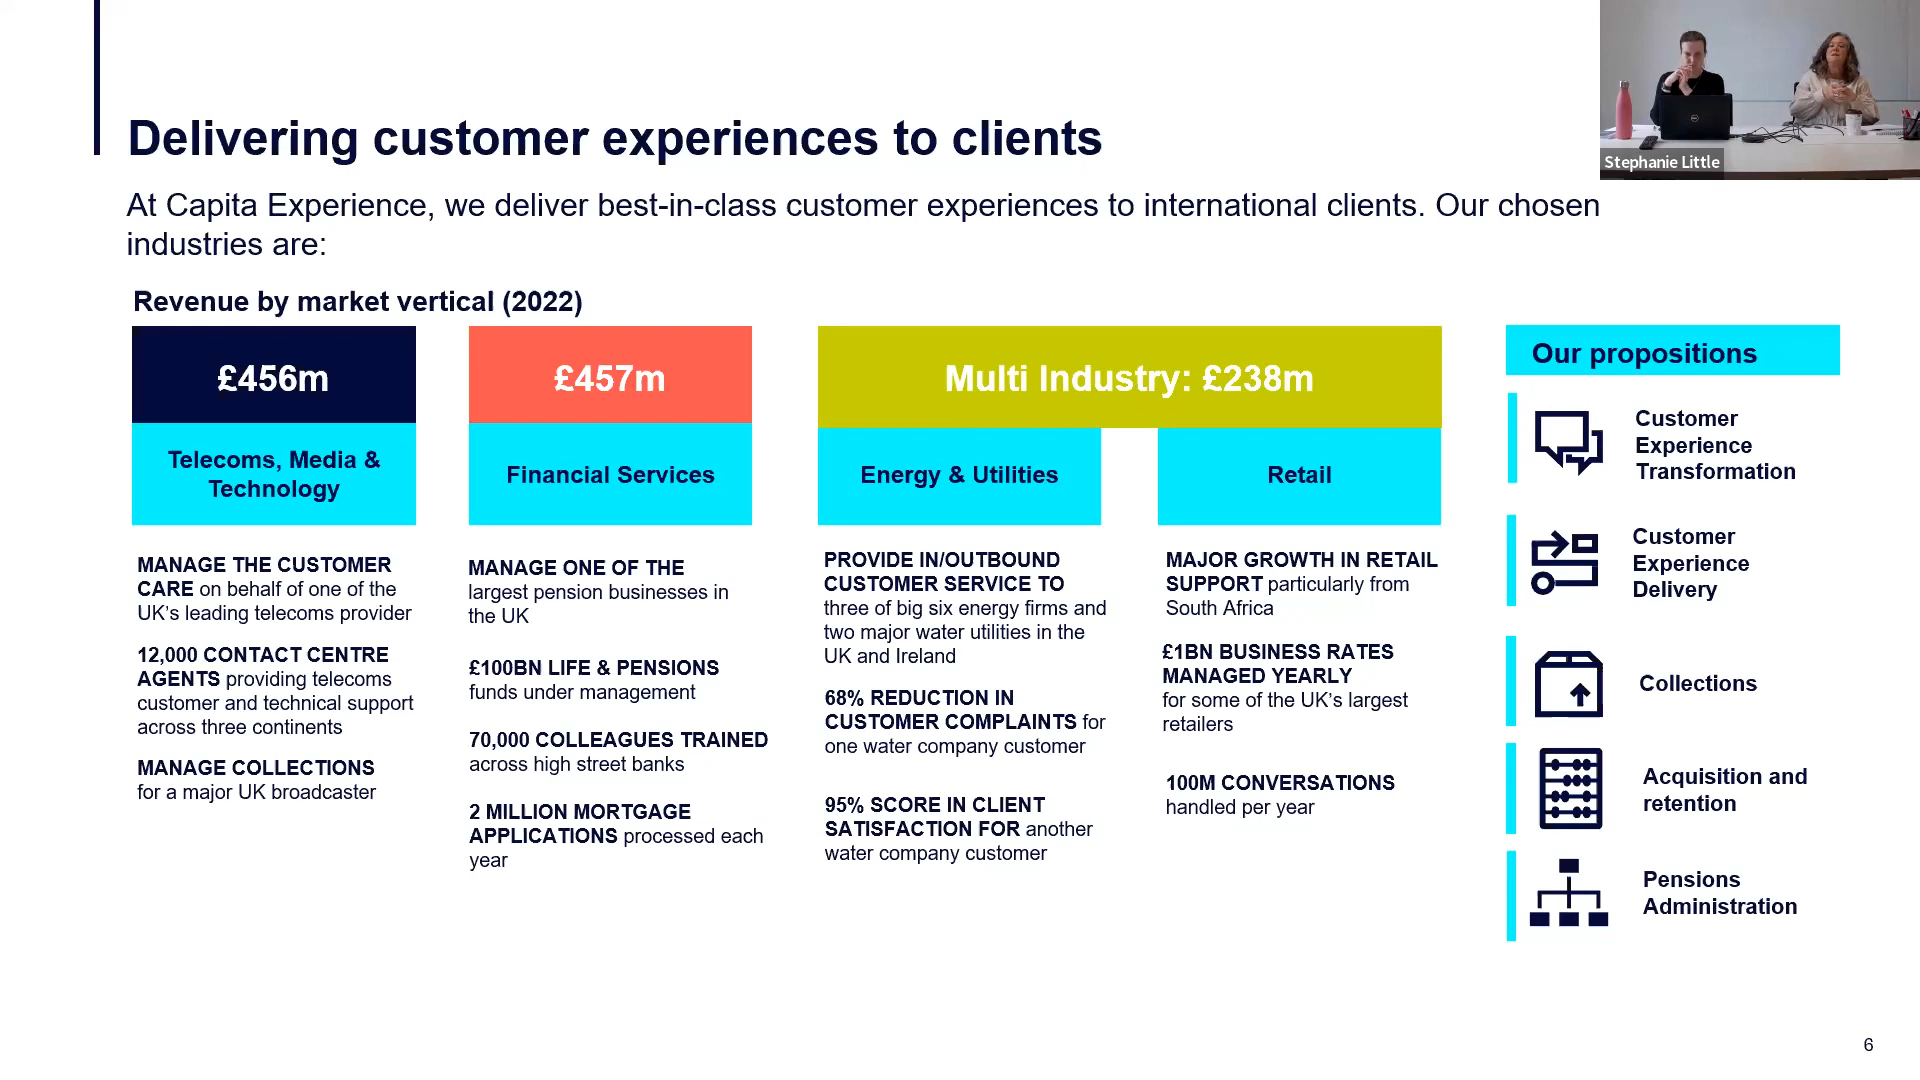 Stephanie Little
Delivering customer experiences to clients
At Capita Experience, we deliver best-in-class customer experiences to international clients. Our chosen
industries are:
Revenue by market vertical (2022)
£456m
Telecoms, Media &
Technology
MANAGE THE CUSTOMER
CARE on behalf of one of the
UK's leading telecoms provider
12,000 CONTACT CENTRE
AGENTS providing telecoms
customer and technical support
across three continents
MANAGE COLLECTIONS
for a major UK broadcaster
£457m
Financial Services
MANAGE ONE OF THE
largest pension businesses in
the UK
£100BN LIFE & PENSIONS
funds under management
70,000 COLLEAGUES TRAINED
across high street banks
2 MILLION MORTGAGE
APPLICATIONS processed each
year
Multi Industry: £238m
Energy & Utilities
PROVIDE IN/OUTBOUND
CUSTOMER SERVICE TO
three of big six energy firms and
two major water utilities in the
UK and Ireland
68% REDUCTION IN
CUSTOMER COMPLAINTS for
one water company customer
95% SCORE IN CLIENT
SATISFACTION FOR another
water company customer
Retail
MAJOR GROWTH IN RETAIL
SUPPORT particularly from
South Africa
£1BN BUSINESS RATES
MANAGED YEARLY
for some of the UK's largest
retailers
100M CONVERSATIONS
handled per year
Our propositions
Customer
Experience
Transformation
Customer
Experience
Delivery
Collections
Acquisition and
retention
Pensions
Administration
6